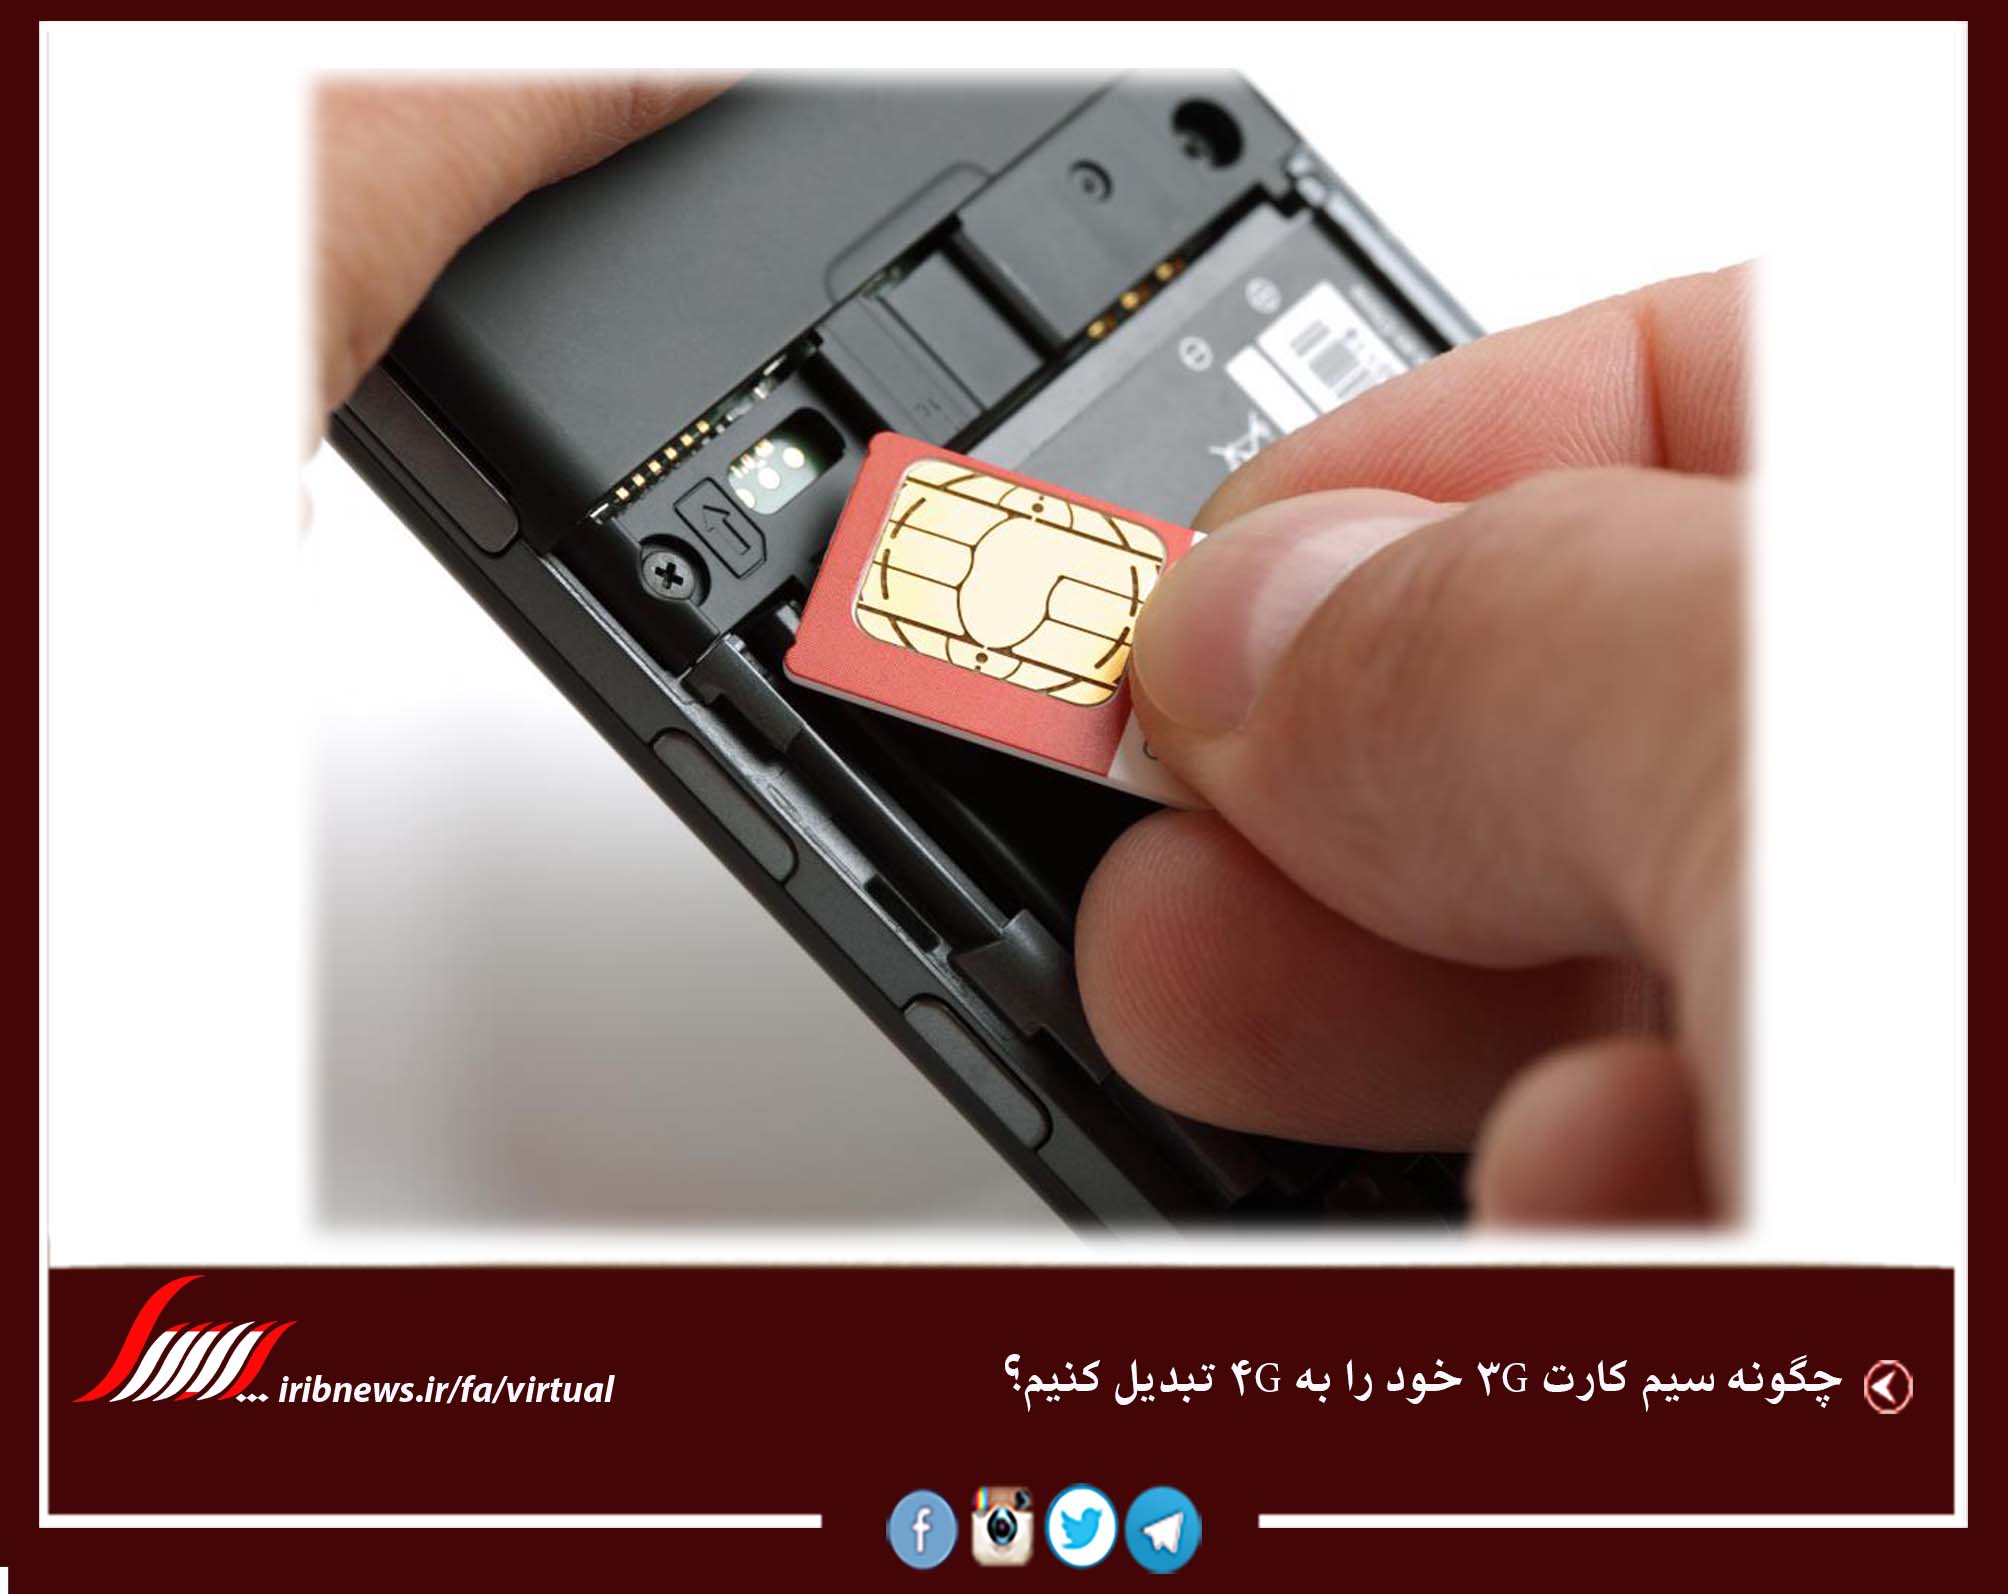 چگونه سیم کارت ۳G خود را به ۴G تبدیل کنیم؟
... iribnews.ir/fa/virtual